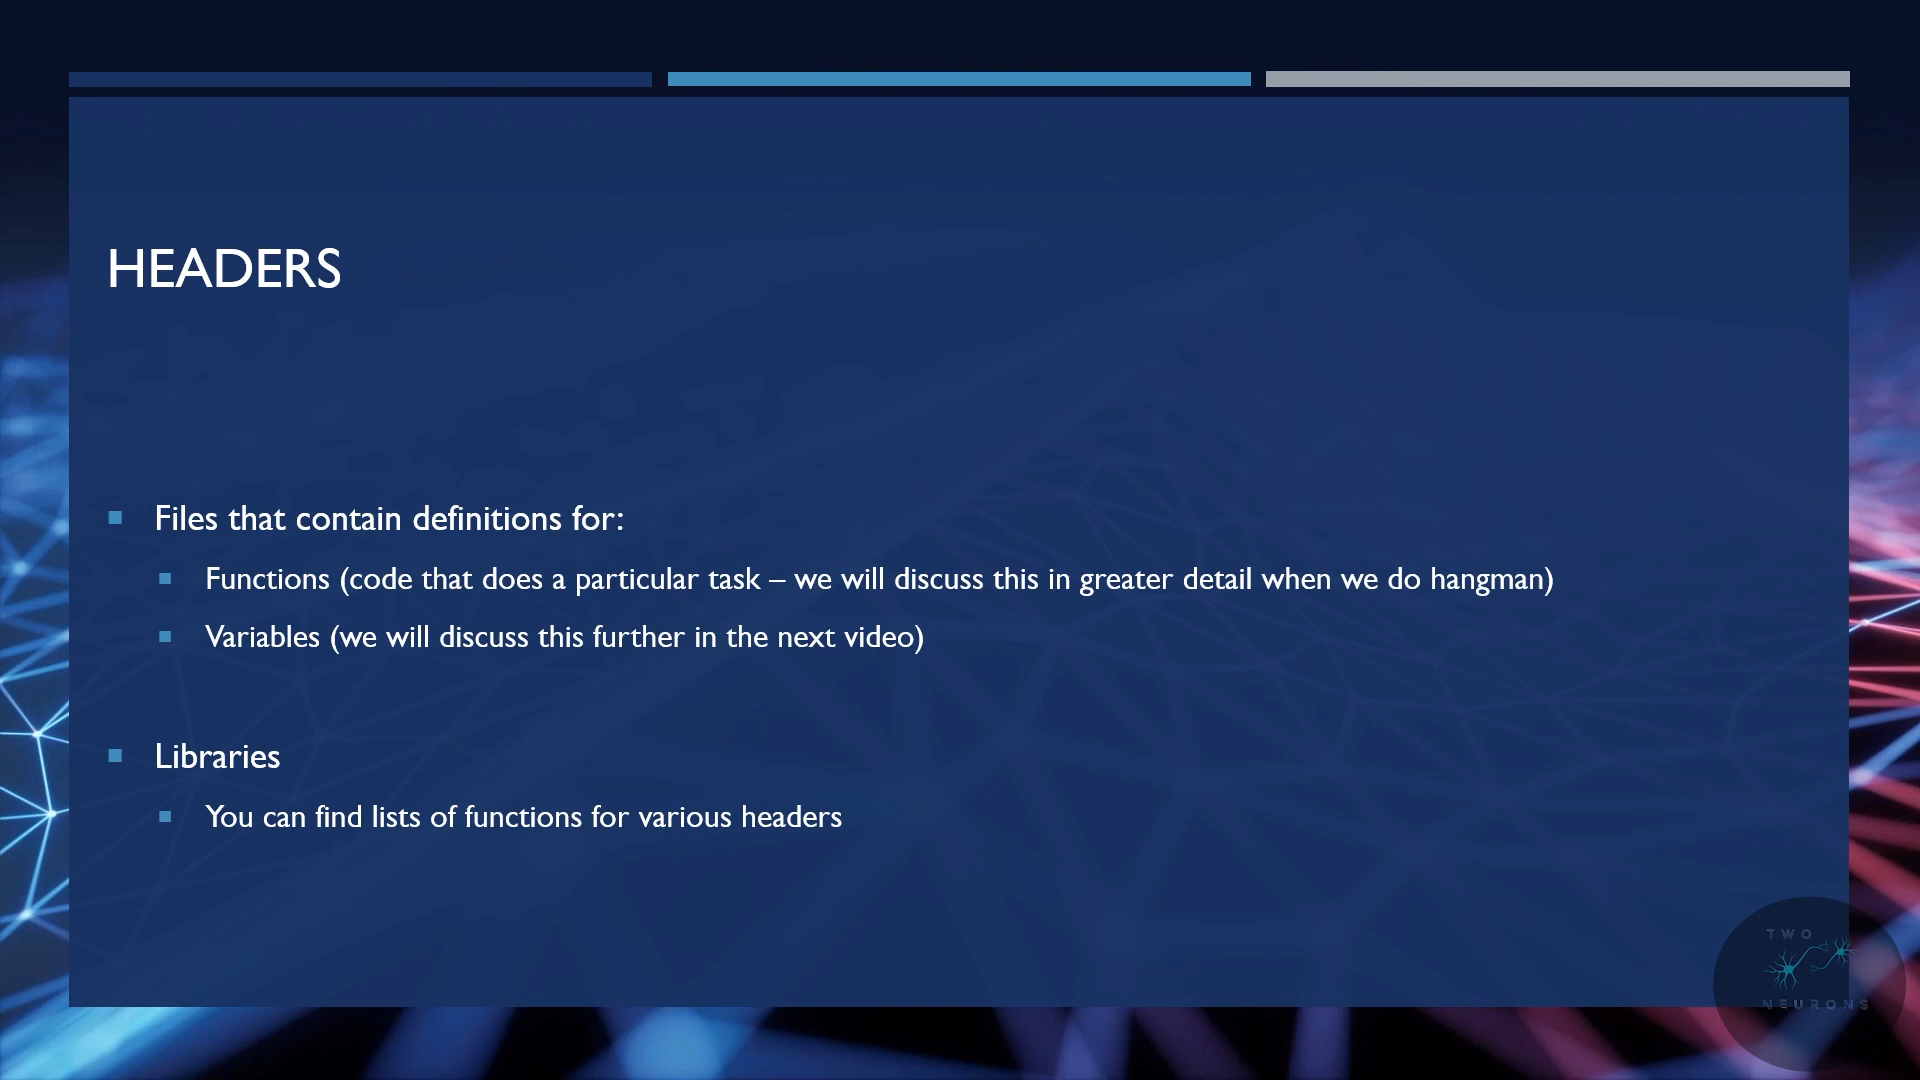 HEADERS
Files that contain definitions for:
Functions (code that does a particular task – we will discuss this in greater detail when we do hangman)
Variables (we will discuss this further in the next video)
Libraries
You can find lists of functions for various headers
TWO
NEURONS